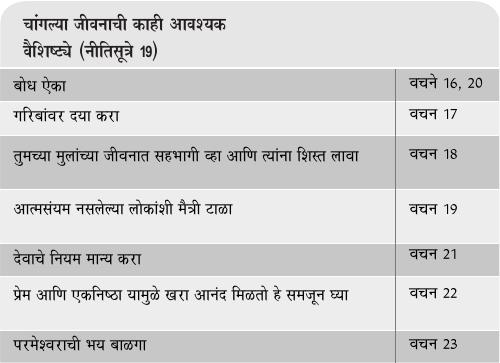 चांगल्या जीवनाची काही आवश्यक
वैशिष्ट्ये (नीतिसूत्रे 19)
बोध ऐका वचने 16, 20
गरिबांवर दया करा वचन 17
तुमच्या मुलांच्या जीवनात सहभागी व्हा आणि त्यांना शिस्त लावा वचन 18
आत्मसंयम नसलेल्या लोकांशी मैत्री टाळा वचन 19
देवाचे नियम मान्य करा वचन 21
प्रेम आणि एकनिष्ठा यामुळे खरा आनंद मिळतो हे समजून घ्या वचन 22
परमेश्वराची भय बाळगा वचन 23